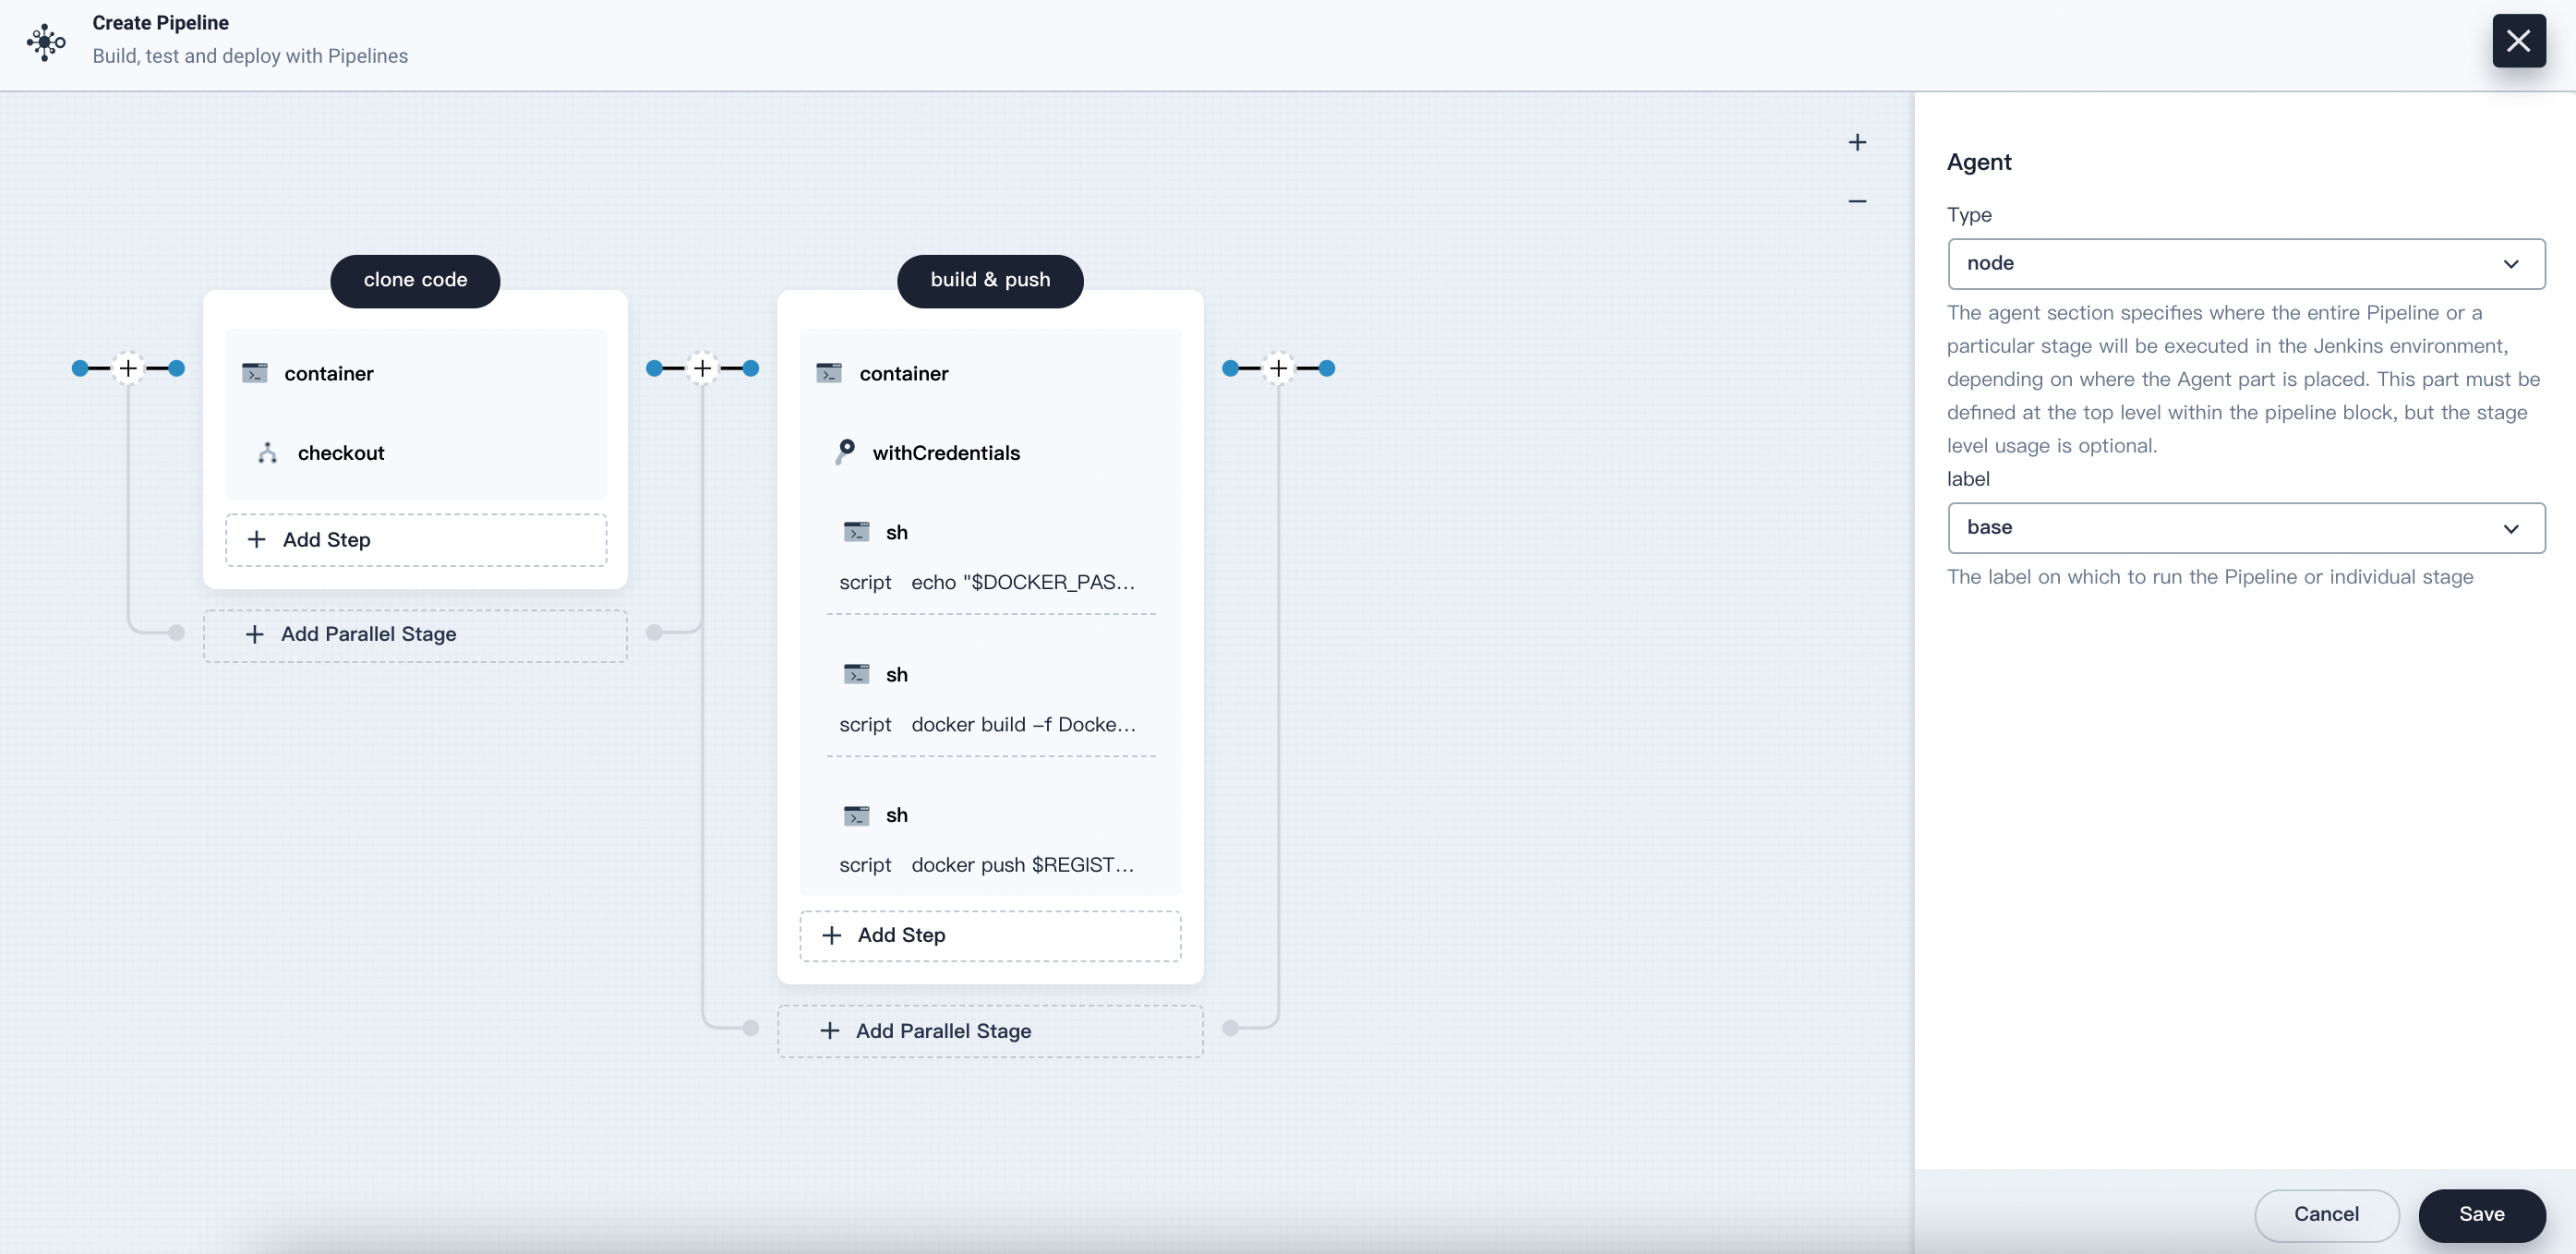 Create Pipeline
Build, test and deploy with Pipelines
clone code
container
checkout
Add Step
Add Parallel Stage
build & push
container
withCredentials
sh
script echo "$DOCKER_PAS...
sh
script docker build –f Docke...
sh
script docker push $REGIST...
Add Step
Add Parallel Stage
Agent
Type
node
The agent section specifies where the entire Pipeline or a
particular stage will be executed in the Jenkins environment,
depending on where the Agent part is placed. This part must be
defined at the top level within the pipeline block, but the stage
level usage is optional.
label
base
The label on which to run the Pipeline or individual stage
Cancel
Save